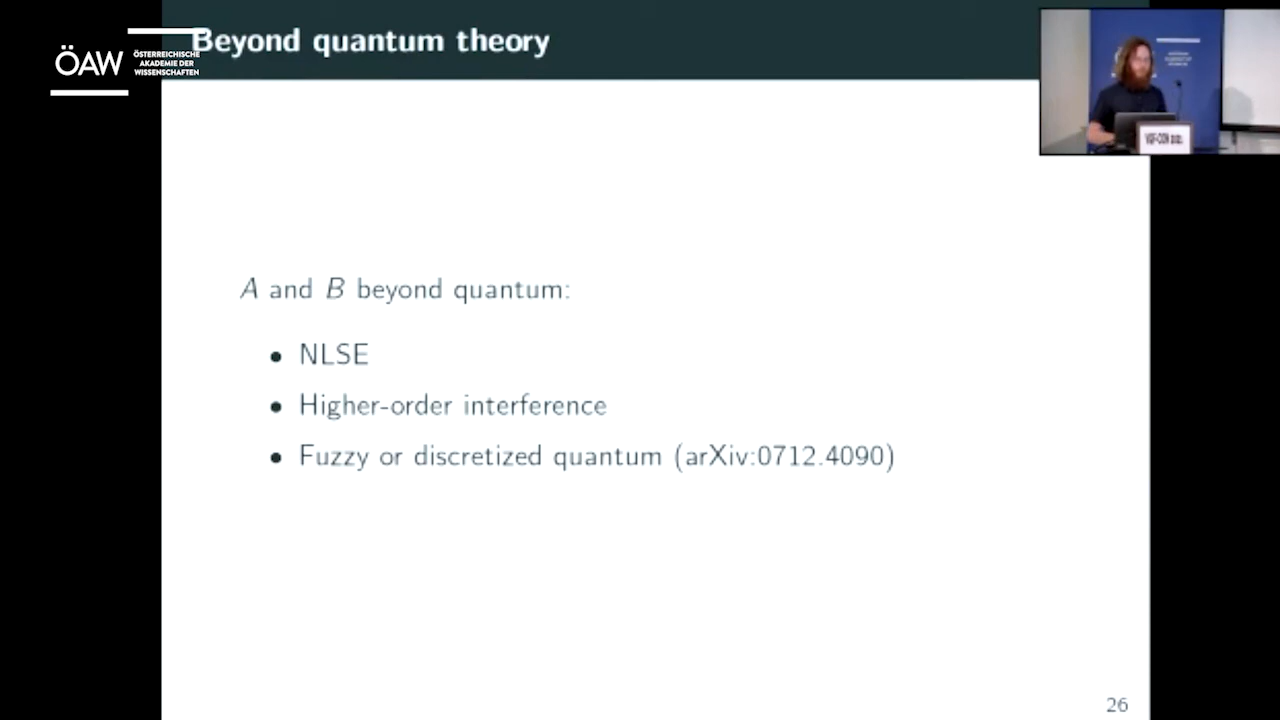 Beyond quantum theory
ÖAW
ÖSTERREICHISCHE
AKADEMIE DER
WISSENSCHAFTEN
A and B beyond quantum:
• NLSE
• Higher-order interference
• Fuzzy or discretized quantum (arXiv:0712.4090)
26